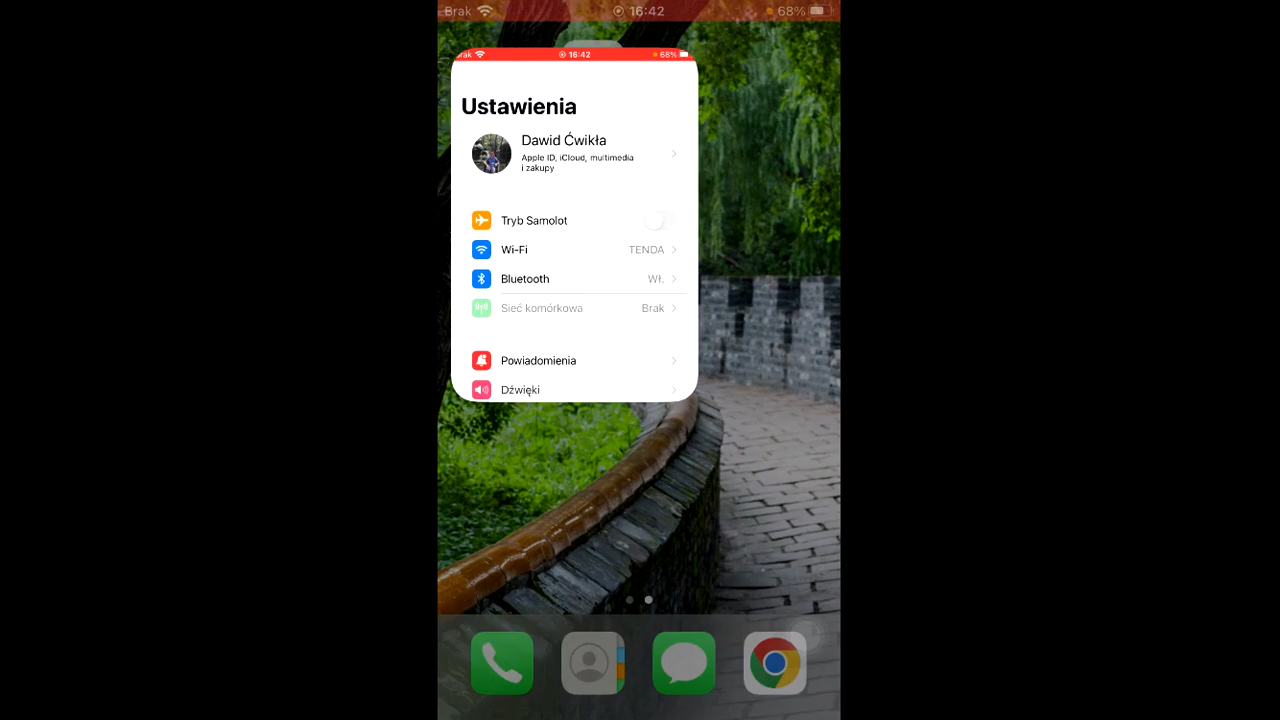 Brak 16:42 68%
Brak 16:42 68%
Ustawienia
Dawid Ćwikła
Apple ID, iCloud, multimedia
i zakupy
Tryb Samolot
Wi-Fi TENDA
Bluetooth Wł.
Sieć komórkowa Brak
Powiadomienia
Dźwięki